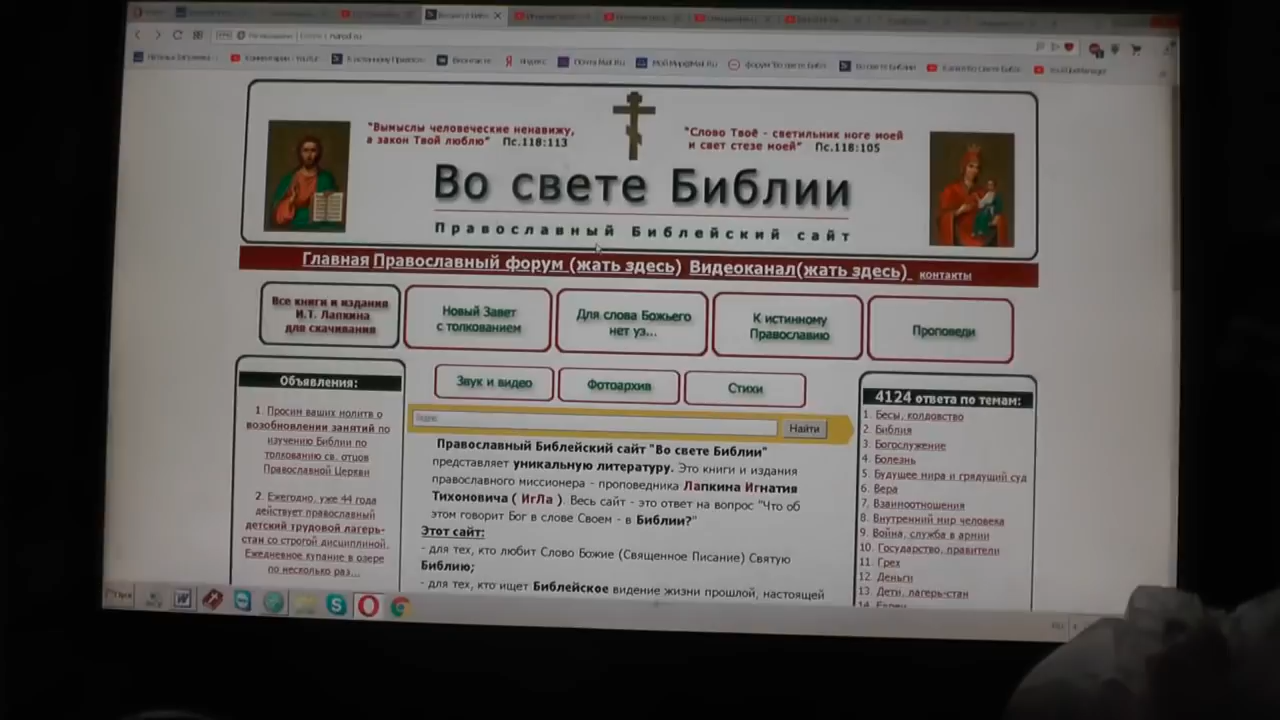 narod.ru
"Вымыслы человеческие ненавижу,
а закон Твой люблю" Пс.118:113
"Слово Твоё - светильник ноге моей
и свет стезе моей" Пс.118:105
Во свете Библии
Православный Библейский сайт
Главная Православный форум (жать здесь) Видеоканал(жать здесь) контакты
Все книги и издания
И.Т. Лапкина
для скачивания
Новый Завет
с толкованием
Для слова Божьего
нет уз...
К истинному
Православию
Проповеди
Звук и видео
Фотоархив
Стихи
Объявления:
1. Просим ваших молитв о
возобновлении занятий по
изучению Библии по
толкованию св. отцов
Православной Церкви
2. Ежегодно, уже 44 года
действует православный
детский трудовой лагерь-
стан со строгой дисциплиной.
Ежедневное купание в озере
по несколько раз...
Найти
Православный Библейский сайт "Во свете Библии"
представляет уникальную литературу. Это книги и издания
православного миссионера - проповедника Лапкина Игнатия
Тихоновича ( ИгЛа ). Весь сайт - это ответ на вопрос "Что об
этом говорит Бог в слове Своем - в Библии?"
Этот сайт:
- для тех, кто любит Слово Божие (Священное Писание) Святую
Библию;
- для тех, кто ищет Библейское видение жизни прошлой, настоящей
4124 ответа по темам:
1. Бесы, колдовство
2. Библия
3. Богослужение
4. Болезнь
5. Будущее мира и грядущий суд
6. Вера
7. Взаимоотношения
8. Внутренний мир человека
9. Война, служба в армии
10. Государство, правители
11. Грех
12. Деньги
13. Дети, лагерь-стан